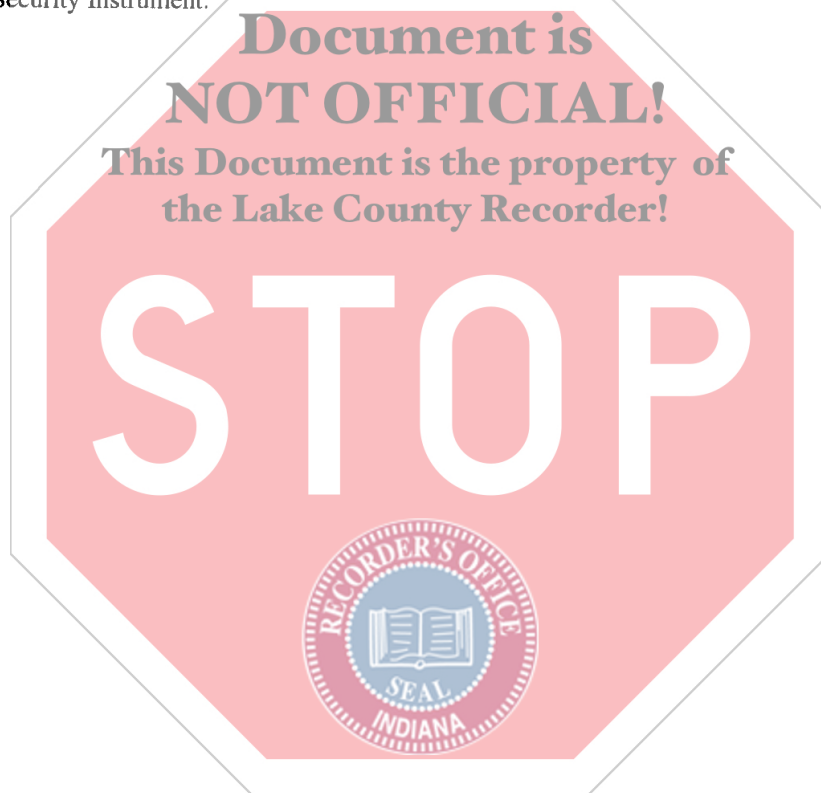 Security Instrument.
Document is
NOT OFFICIAL!
This Document is the property of
the Lake County Recorder!
STOP
RECORDER'S OFFICE
SEAL
INDIANA